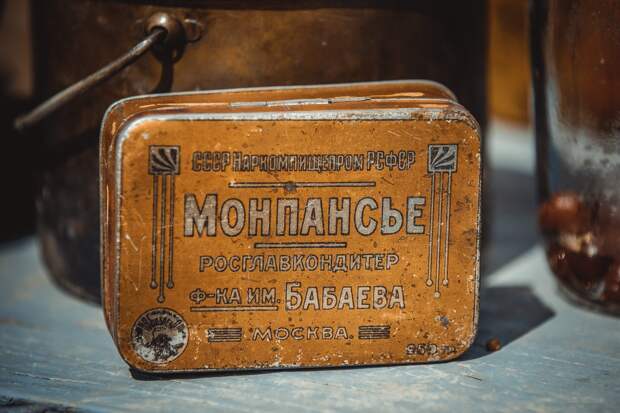 СССР НАРКОМПИЩЕПРОМ РСФСР
МОНПАНСЬЕ
РОСГЛАВКОНДИТЕР
Ф-КА ИМ. БАБАЕВА
МОСКВА